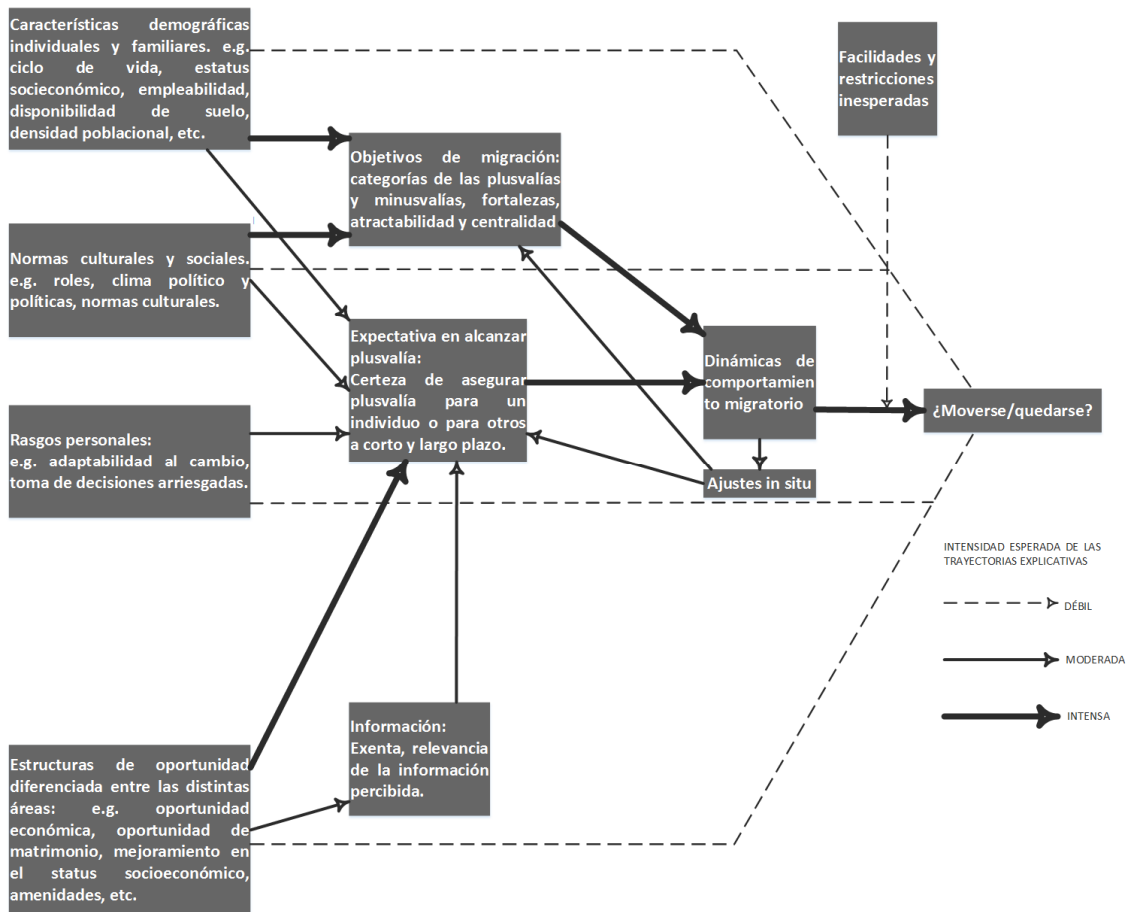 Características demográficas
individuales y familiares. e.g.
ciclo de vida, estatus
socioeconómico, empleabilidad,
disponibilidad de suelo,
densidad poblacional, etc.
Facilidades y
restricciones
inesperadas
Objetivos de migración:
categorías de las plusvalías
y minusvalías, fortalezas,
atractabilidad y centralidad
Normas culturales y sociales.
e.g. roles, clima político y
políticas, normas culturales.
Expectativa en alcanzar
plusvalía:
Certeza de asegurar
plusvalía para un
individuo o para otros
a corto y largo plazo.
Dinámicas de
comportamien
to migratorio
¿Moverse/quedarse?
Rasgos personales:
e.g. adaptabilidad al cambio,
toma de decisiones arriesgadas.
Ajustes in situ
INTENSIDAD ESPERADA DE LAS
TRAYECTORIAS EXPLICATIVAS
DÉBIL
MODERADA
INTENSA
Información:
Exenta, relevancia
de la información
percibida.
Estructuras de oportunidad
diferenciada entre las distintas
áreas: e.g. oportunidad
económica, oportunidad de
matrimonio, mejoramiento en
el status socioeconómico,
amenidades, etc.